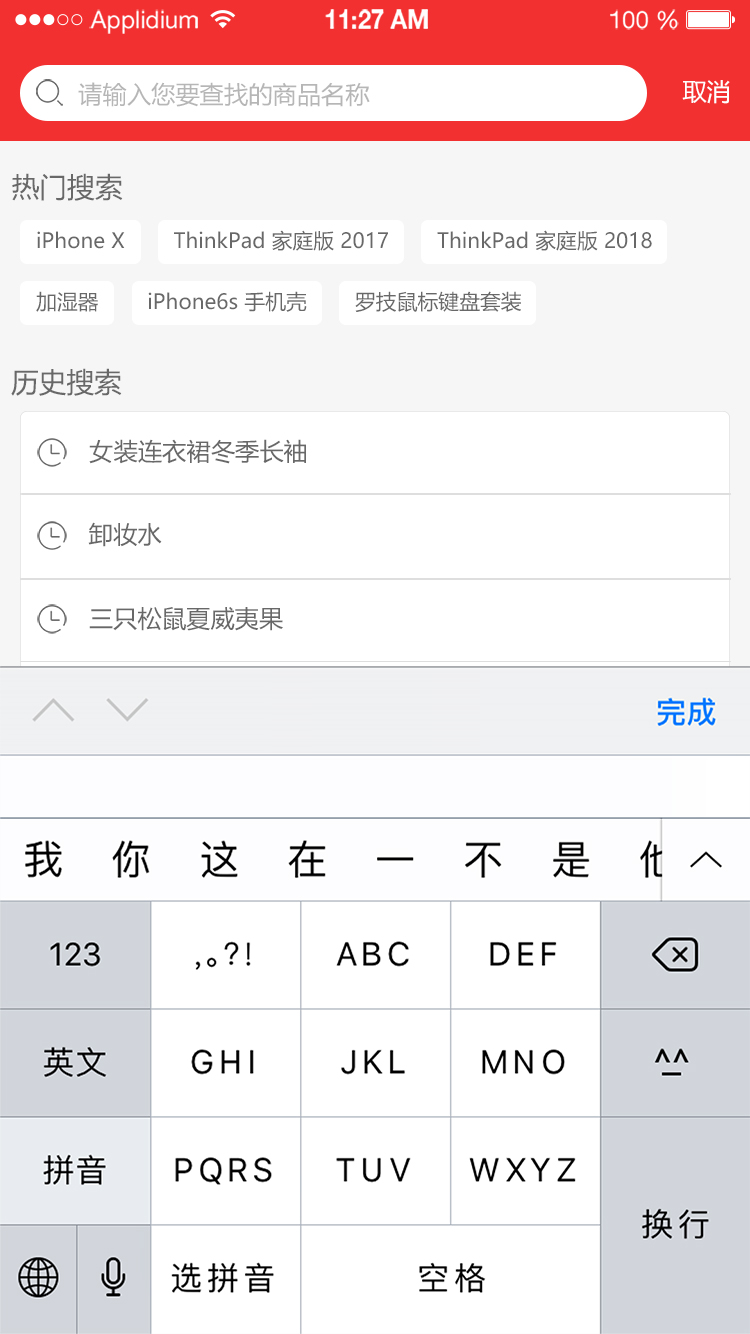 Applidium 11:27 AM 100 %
请输入您要查找的商品名称 取消
热门搜索
iPhone X ThinkPad 家庭版 2017 ThinkPad 家庭版 2018
加湿器 iPhone6s 手机壳 罗技鼠标键盘套装
历史搜索
女装连衣裙冬季长袖
卸妆水
三只松鼠夏威夷果
完成
我 你 这 在 一 不 是 他
123 ,。?! ABC DEF
英文 GHI JKL MNO ^^
拼音 PQRS TUV WXYZ
换行
选拼音 空格